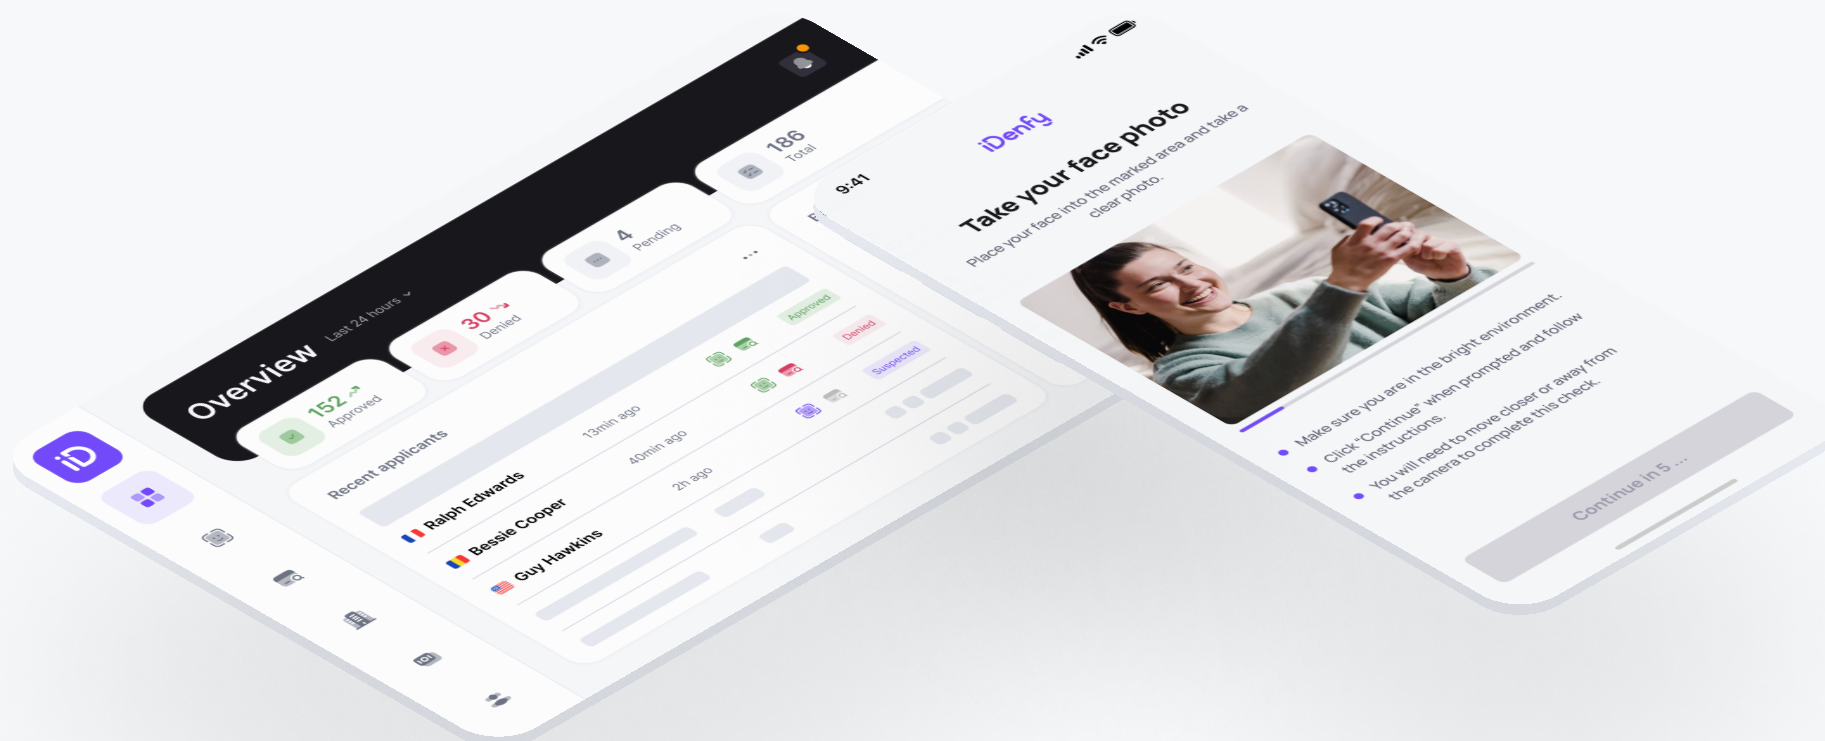 iD
Overview
Last 24 hours
152
Approved
30
Denied
4
Pending
186
Total
Recent applicants
Ralph Edwards
13min ago
Approved
Bessie Cooper
40min ago
Denied
Guy Hawkins
2h ago
Suspected
9:41
iDenfy
Take your face photo
Place your face into the marked area and take a
clear photo.
Make sure you are in the bright environment.
Click "Continue" when prompted and follow
the instructions.
You will need to move closer or away from
the camera to complete this check.
Continue in 5 ...